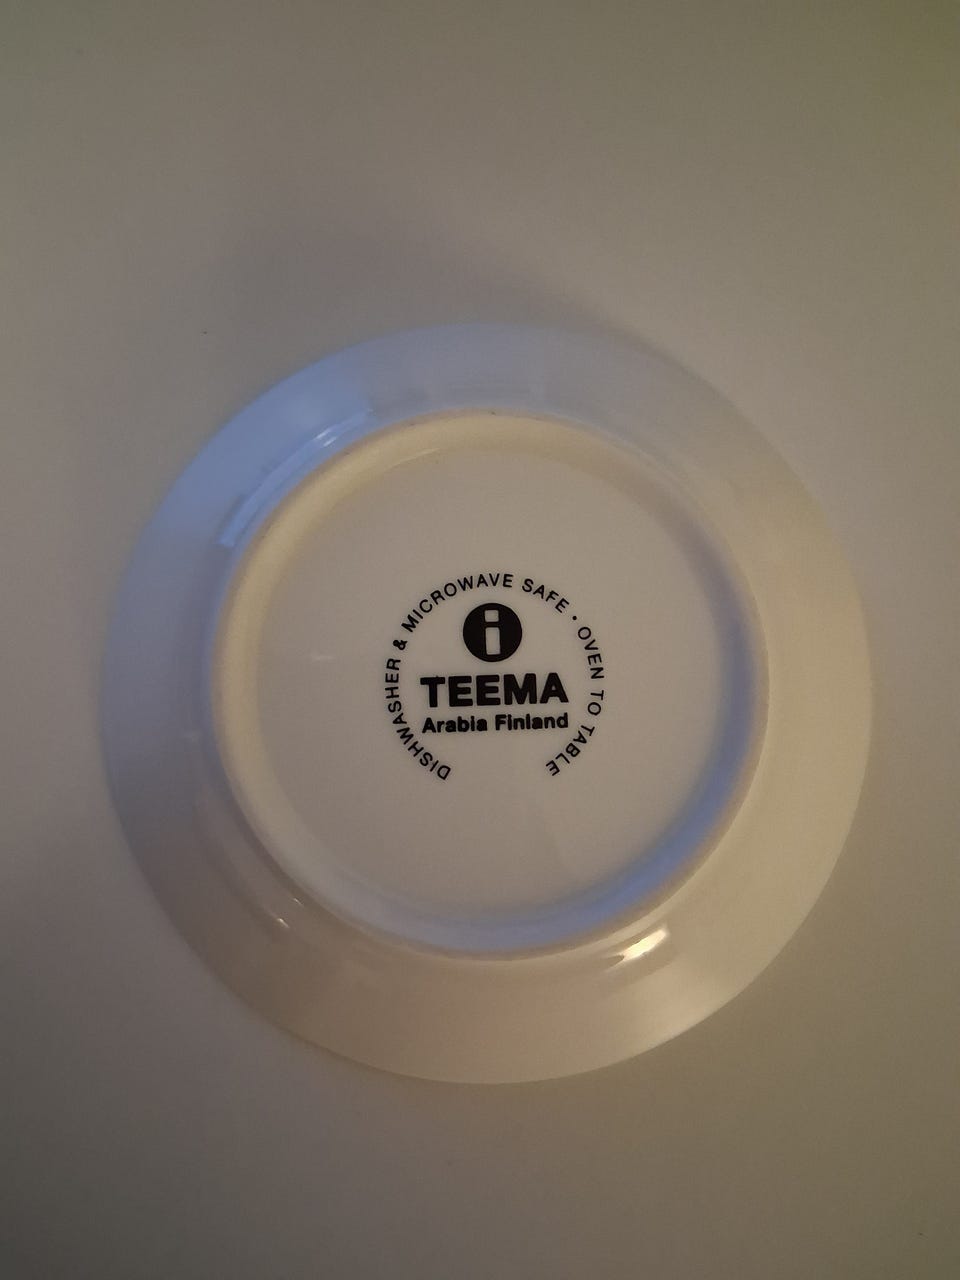 DISHWASHER & MICROWAVE SAFE • OVEN TO TABLE
i
TEEMA
Arabia Finland